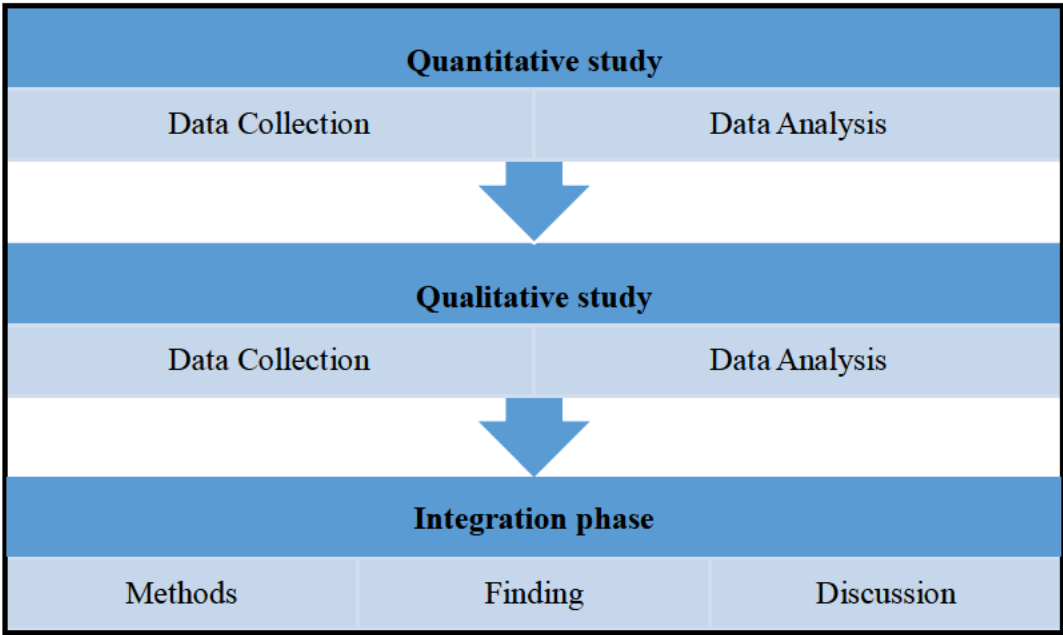 Quantitative study
Data Collection
Data Analysis
Qualitative study
Data Collection
Data Analysis
Integration phase
Methods
Finding
Discussion